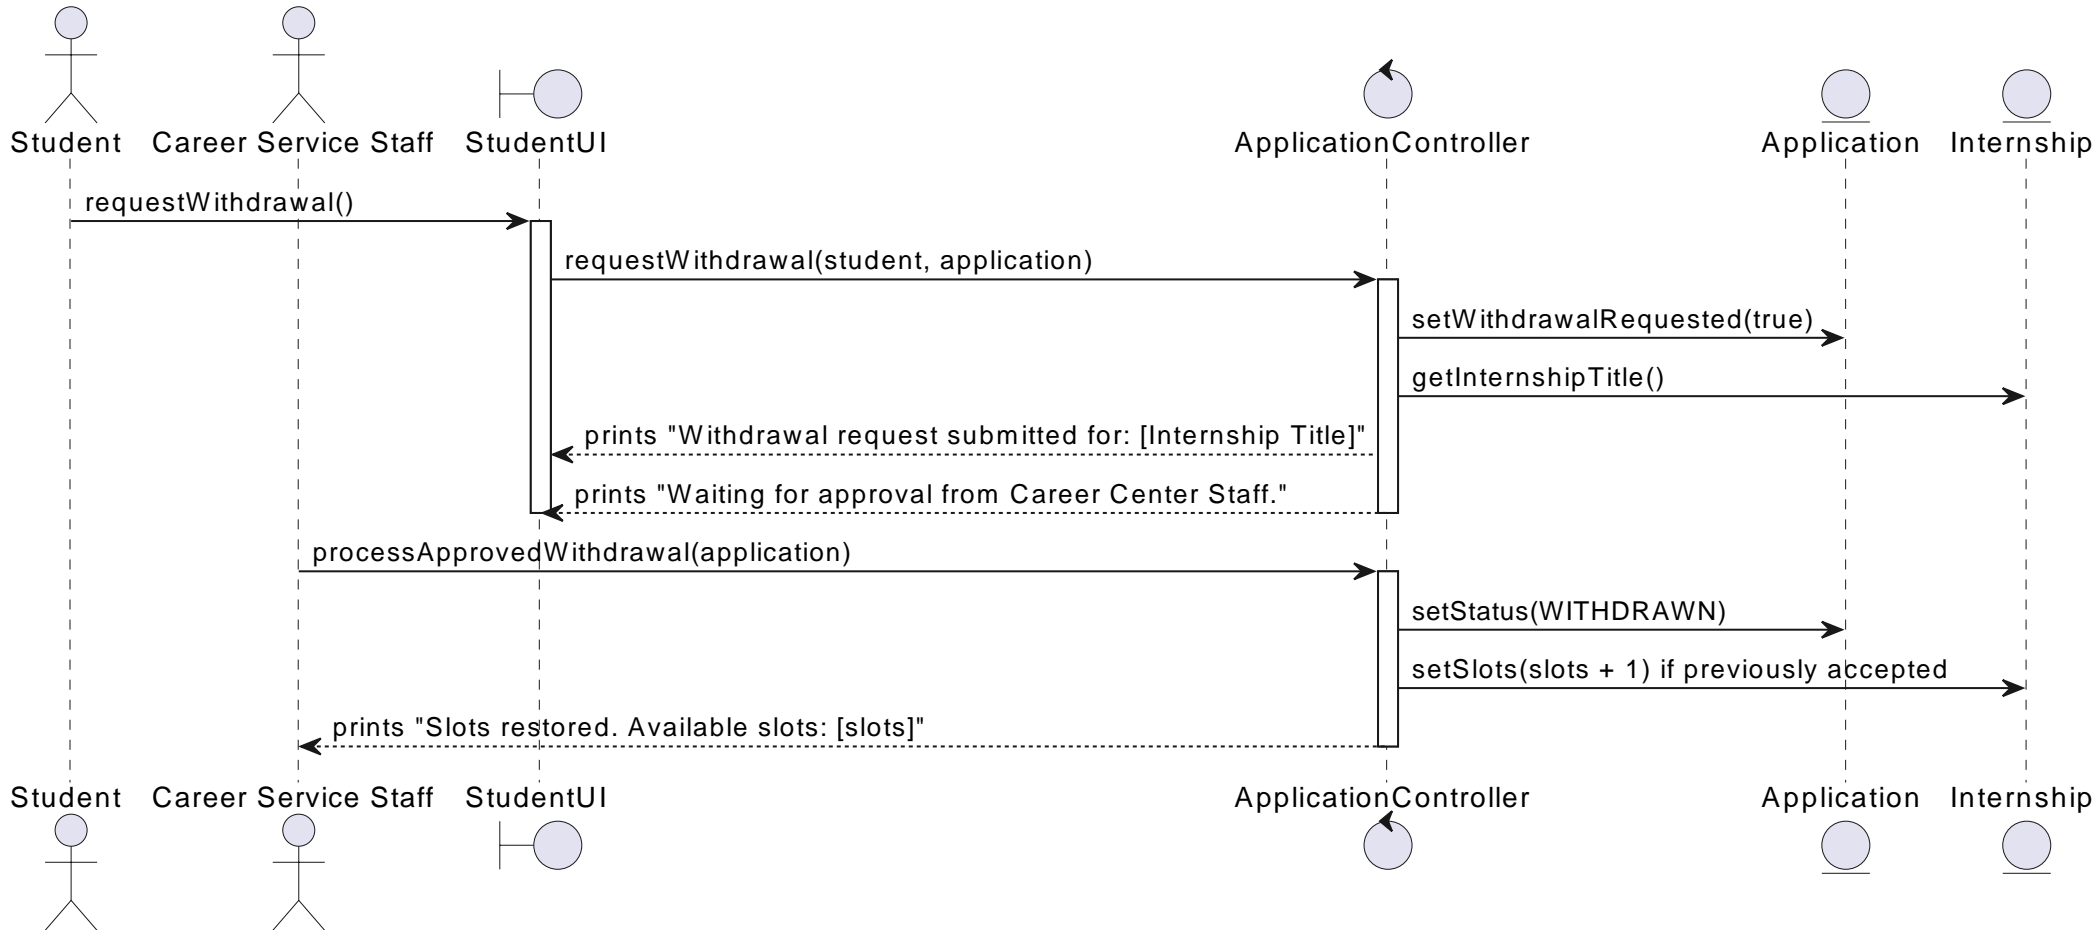 Student Career Service Staff StudentUI ApplicationController Application Internship
requestWithdrawal()
requestWithdrawal(student, application)
setWithdrawalRequested(true)
getInternshipTitle()
prints "Withdrawal request submitted for: [Internship Title]"
prints "Waiting for approval from Career Center Staff."
processApprovedWithdrawal(application)
setStatus(WITHDRAWN)
setSlots(slots + 1) if previously accepted
prints "Slots restored. Available slots: [slots]"
Student Career Service Staff StudentUI ApplicationController Application Internship